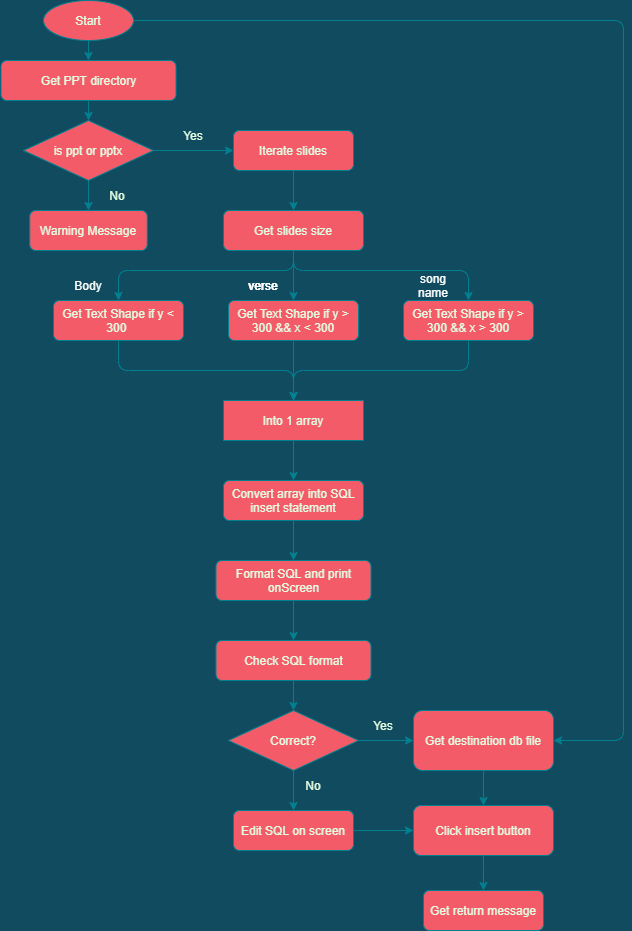 Start
Get PPT directory
is ppt or pptx
Yes
Iterate slides
No
Warning Message
Get slides size
Body
verse
song
name
Get Text Shape if y <
300
Get Text Shape if y >
300 && x < 300
Get Text Shape if y >
300 && x > 300
Into 1 array
Convert array into SQL
insert statement
Format SQL and print
onScreen
Check SQL format
Correct?
Yes
Get destination db file
No
Edit SQL on screen
Click insert button
Get return message